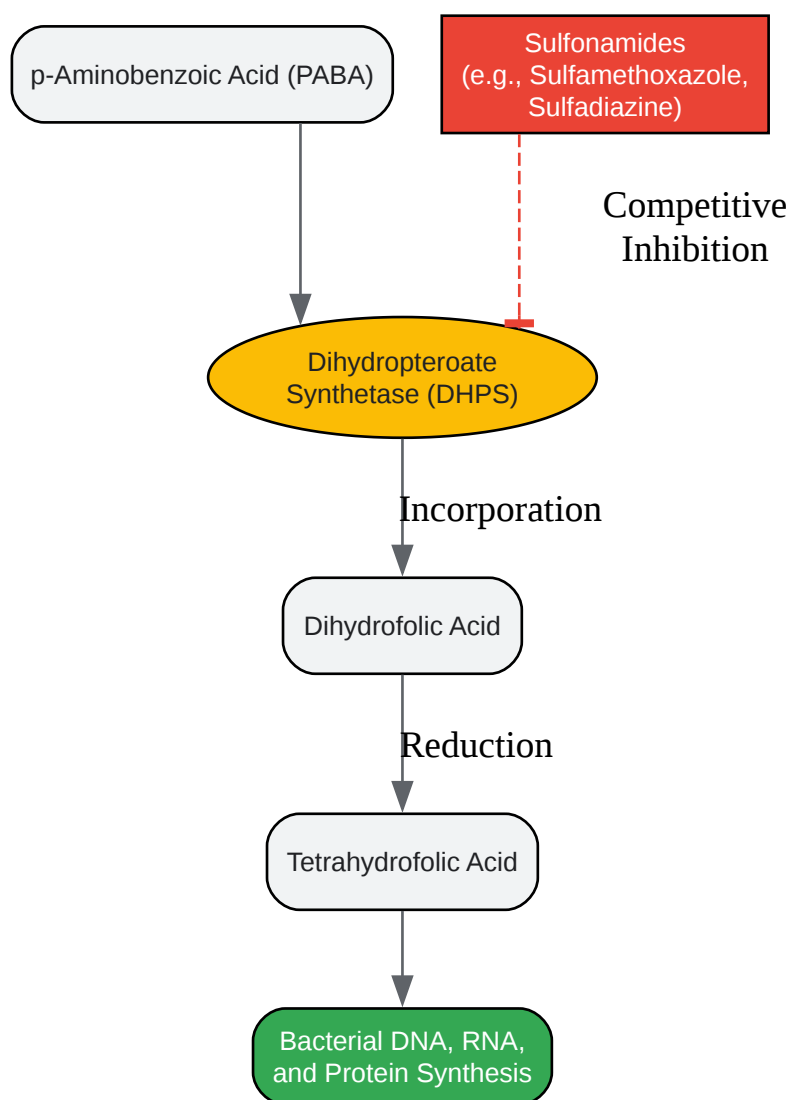 p-Aminobenzoic Acid (PABA)
Sulfonamides
(e.g., Sulfamethoxazole,
Sulfadiazine)
Competitive
Inhibition
Dihydropteroate
Synthetase (DHPS)
Incorporation
Dihydrofolic Acid
Reduction
Tetrahydrofolic Acid
Bacterial DNA, RNA,
and Protein Synthesis